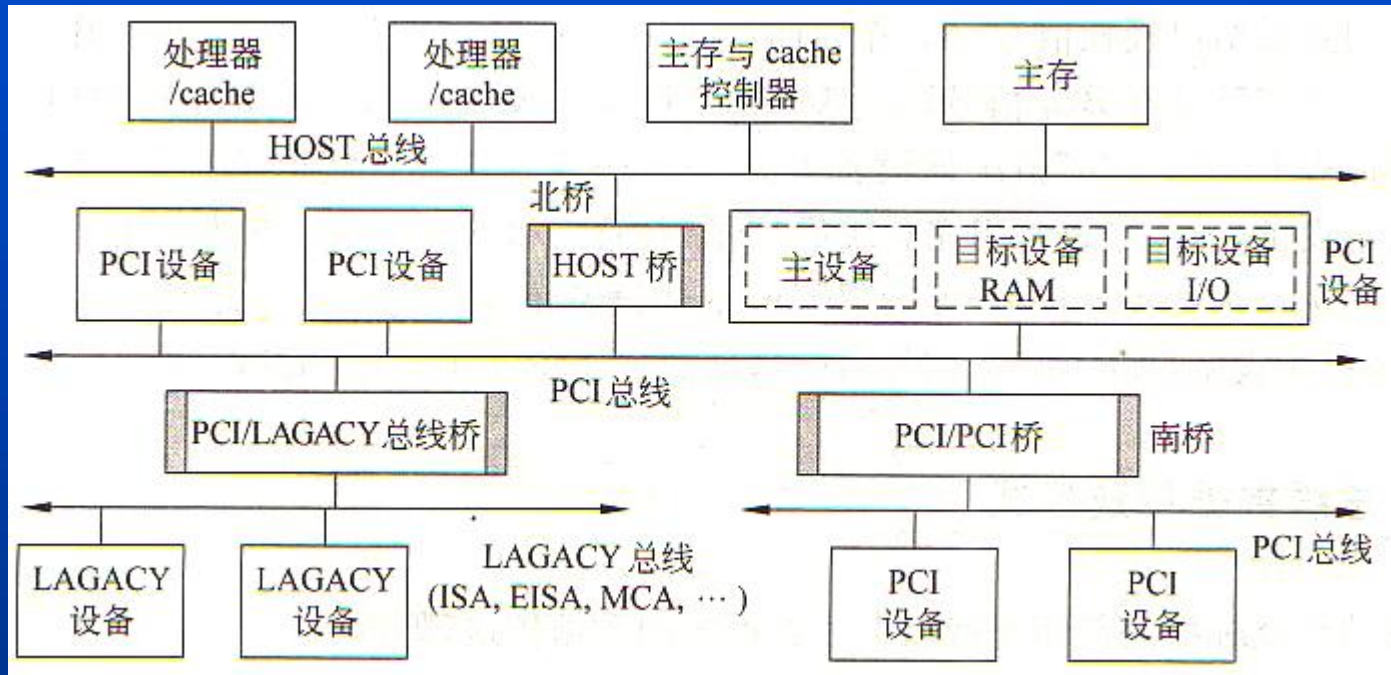 处理器
/cache
处理器
/cache
主存与 cache
控制器
主存
HOST 总线
北桥
PCI 设备
PCI 设备
HOST 桥
主设备
目标设备
RAM
目标设备
I/O
PCI
设备
PCI 总线
PCI/LAGACY 总线桥
PCI/PCI 桥
南桥
LAGACY
设备
LAGACY
设备
LAGACY 总线
(ISA, EISA, MCA, … )
PCI
设备
PCI
设备
PCI 总线